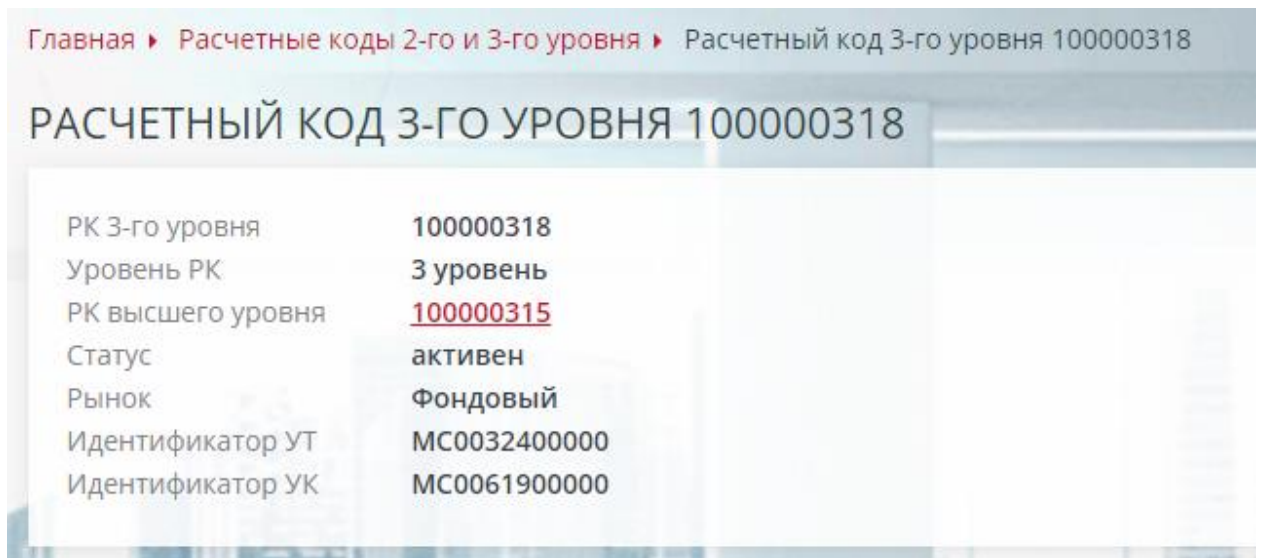 Главная Расчетные коды 2-го и 3-го уровня Расчетный код 3-го уровня 100000318
РАСЧЕТНЫЙ КОД 3-ГО УРОВНЯ 100000318
РК 3-го уровня 100000318
Уровень РК 3 уровень
РК высшего уровня 100000315
Статус активен
Рынок Фондовый
Идентификатор УТ MC0032400000
Идентификатор УК MC0061900000